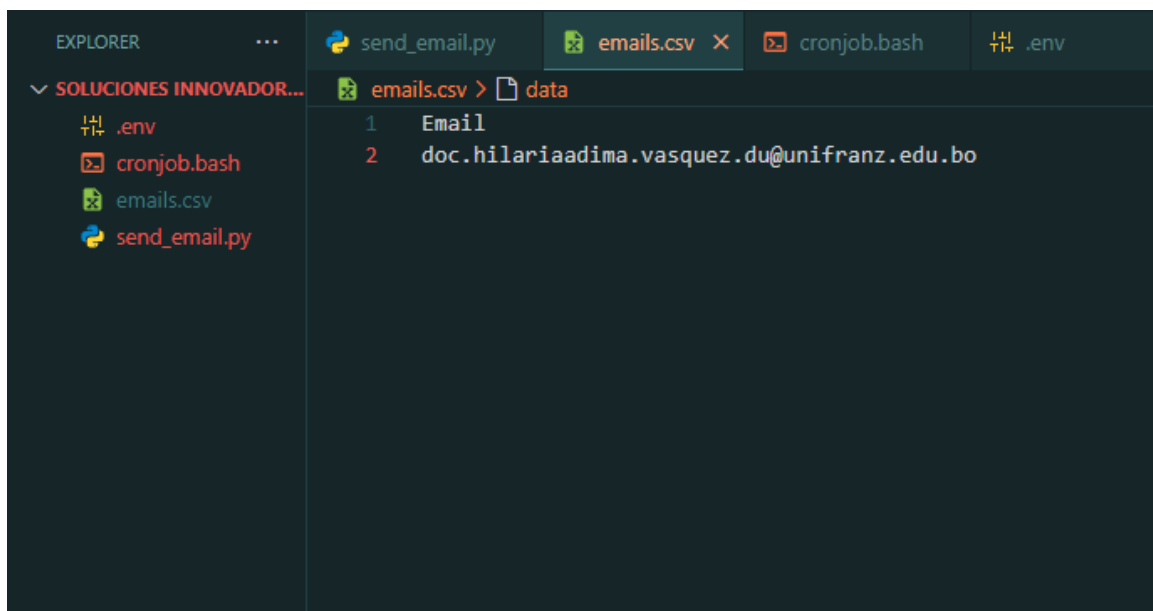 EXPLORER ...
SOLUCIONES INNOVADOR...
.env
cronjob.bash
emails.csv
send_email.py
send_email.py emails.csv cronjob.bash .env
emails.csv > data
1 Email
2 doc.hilariaadima.vasquez.du@unifranz.edu.bo